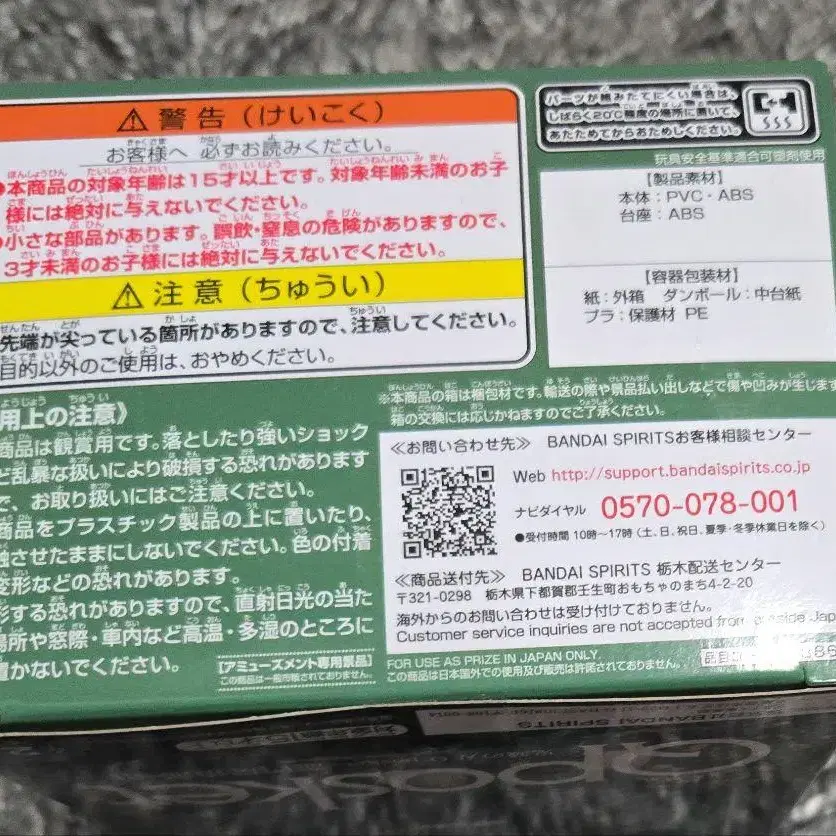 警告（けいこく）
お客様へ 必ずお読みください。
●本商品の対象年齢は15才以上です。対象年齢未満のお子
様には絶対に与えないでください。
●小さな部品があります。誤飲・窒息の危険がありますので、
3才未満のお子様には絶対に与えないでください。
注意（ちゅうい）
先端が尖っている箇所がありますので、注意してください。
目的以外のご使用は、おやめください。
パーツが組みたてにくい場合は、
しばらく20℃程度の場所に置いて、
あたためてからおためしください。
玩具安全基準適合可塑剤使用
【製品素材】
本体：PVC・ABS
台座：ABS
【容器包装材】
紙：外箱 ダンボール：中台紙
プラ：保護材 PE
※本商品の箱は梱包材です。輸送の際や景品払い出しなどで傷や凹みが生じます
箱の交換には応じかねますのでご了承ください。
用上の注意》
商品は観賞用です。落としたり強いショック
ど乱暴な扱いにより破損する恐れがあります
で、お取り扱いにはご注意ください。
商品をプラスチック製品の上に置いたり、
触させたままにしないでください。色の付着
変形などの恐れがあります。
形する恐れがありますので、直射日光の当た
場所や窓際・車内など高温・多湿のところに
置かないでください。
［アミューズメント専用景品］
この商品は一般市販されておりません。
≪お問い合わせ先≫ BANDAI SPIRITSお客様相談センター
Web http://support.bandaispirits.co.jp
ナビダイヤル 0570-078-001
●受付時間 10時～17時（土、日、祝日、夏季・冬季休業日を除く）
≪商品送付先≫ BANDAI SPIRITS 栃木配送センター
〒321-0298 栃木県下都賀郡壬生町おもちゃのまち4-2-20
海外からのお問い合わせは受け付けておりません。
Customer service inquiries are not accepted from outside Japa
FOR USE AS PRIZE IN JAPAN ONLY.
この商品は日本国外での使用及び販売は許諾されておりません。
品目
BANDAI SPIRITS
Qposket